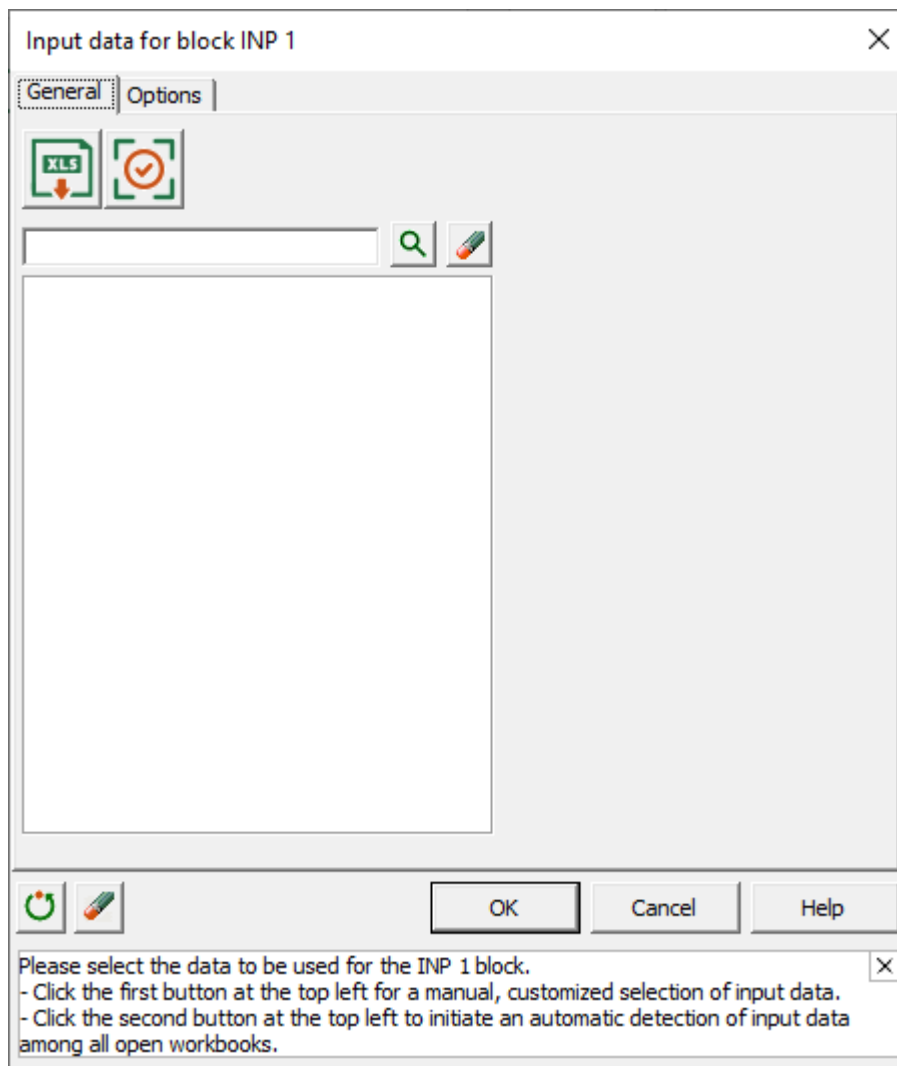 Input data for block INP 1
General Options
XLS
OK Cancel Help
Please select the data to be used for the INP 1 block.
- Click the first button at the top left for a manual, customized selection of input data.
- Click the second button at the top left to initiate an automatic detection of input data
among all open workbooks.